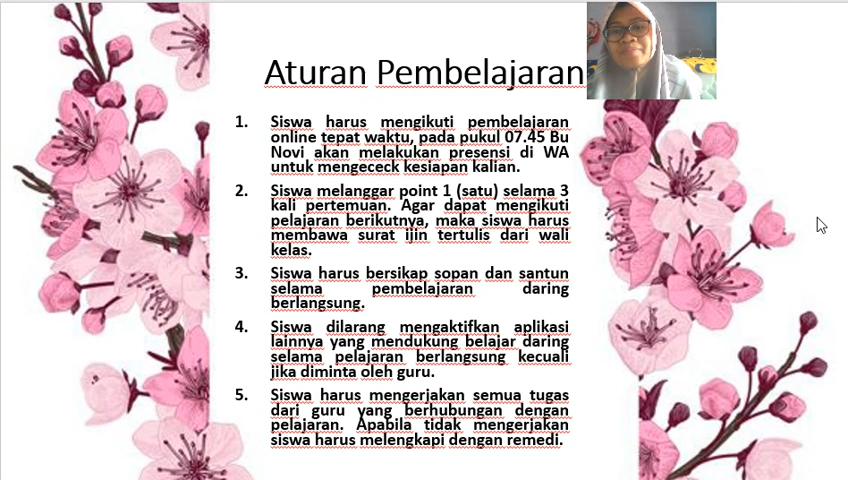 Aturan Pembelajaran
1. Siswa harus mengikuti pembelajaran
online tepat waktu, pada pukul 07.45 Bu
Novi akan melakukan presensi di WA
untuk mengececk kesiapan kalian.
2. Siswa melanggar point 1 (satu) selama 3
kali pertemuan. Agar dapat mengikuti
pelajaran berikutnya, maka siswa harus
membawa surat ijin tertulis dari wali
kelas.
3. Siswa harus bersikap sopan dan santun
selama pembelajaran daring
berlangsung.
4. Siswa dilarang mengaktifkan aplikasi
lainnya yang mendukung belajar daring
selama pelajaran berlangsung kecuali
jika diminta oleh guru.
5. Siswa harus mengerjakan semua tugas
dari guru yang berhubungan dengan
pelajaran. Apabila tidak mengerjakan
siswa harus melengkapi dengan remedi.